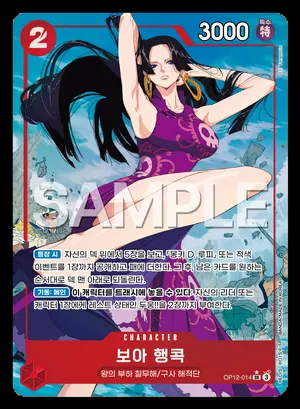 2
3000
특수
特
SAMPLE
등장 시 자신의 덱 위에서 5장을 보고, 「몽키 D. 루피」 또는 적색
이벤트를 1장까지 공개하고 패에 더한다. 그 후, 남은 카드를 원하는
순서대로 덱 맨 아래로 되돌린다.
기동: 메인 이 캐릭터를 레스트 시에 놓을 수 있다: 자신의 리더 또는
캐릭터 1장에게 레스트 상태인 두웅!!을 2장까지 부여한다.
CHARACTER
보아 행콕
왕의 부하 칠무해/구사 해적단
OP12-014 SR 3